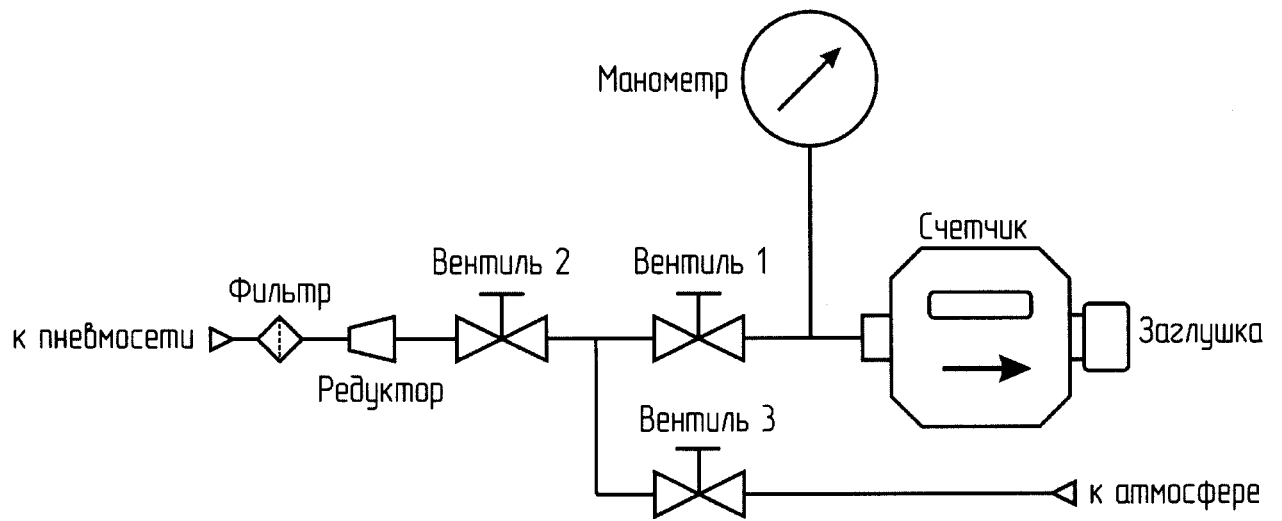 Манометр
Счетчик
Вентиль 2
Вентиль 1
Фильтр
к пневмосети
Заглушка
Редуктор
Вентиль 3
к атмосфере